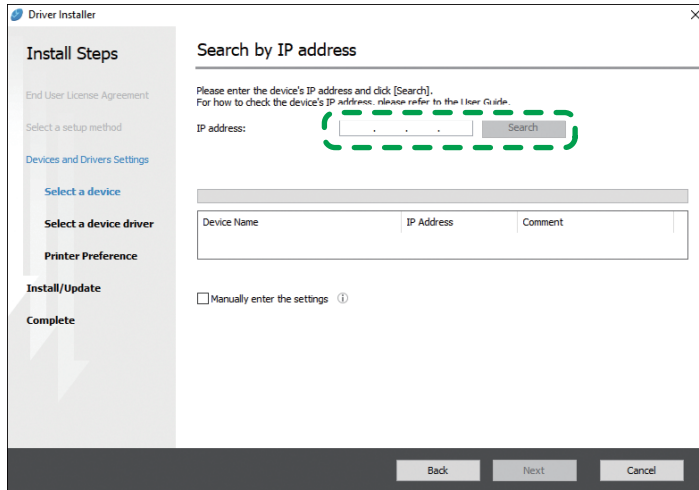 Driver Installer
Install Steps
End User License Agreement
Select a setup method
Devices and Drivers Settings
Select a device
Select a device driver
Printer Preference
Install/Update
Complete
Search by IP address
Please enter the device's IP address and click [Search].
For how to check the device's IP address, please refer to the User Guide.
IP address: . . . Search
Device Name IP Address Comment
Manually enter the settings
Back Next Cancel